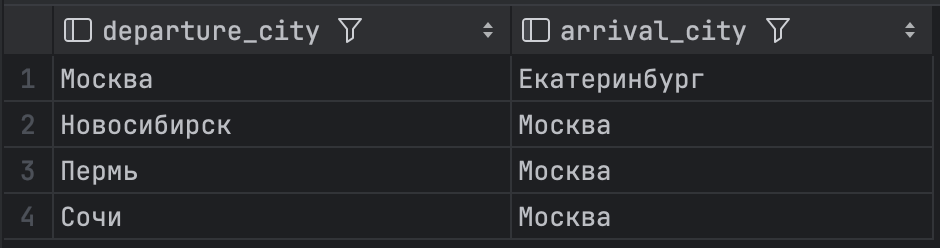 departure_city arrival_city
1 Москва Екатеринбург
2 Новосибирск Москва
3 Пермь Москва
4 Сочи Москва